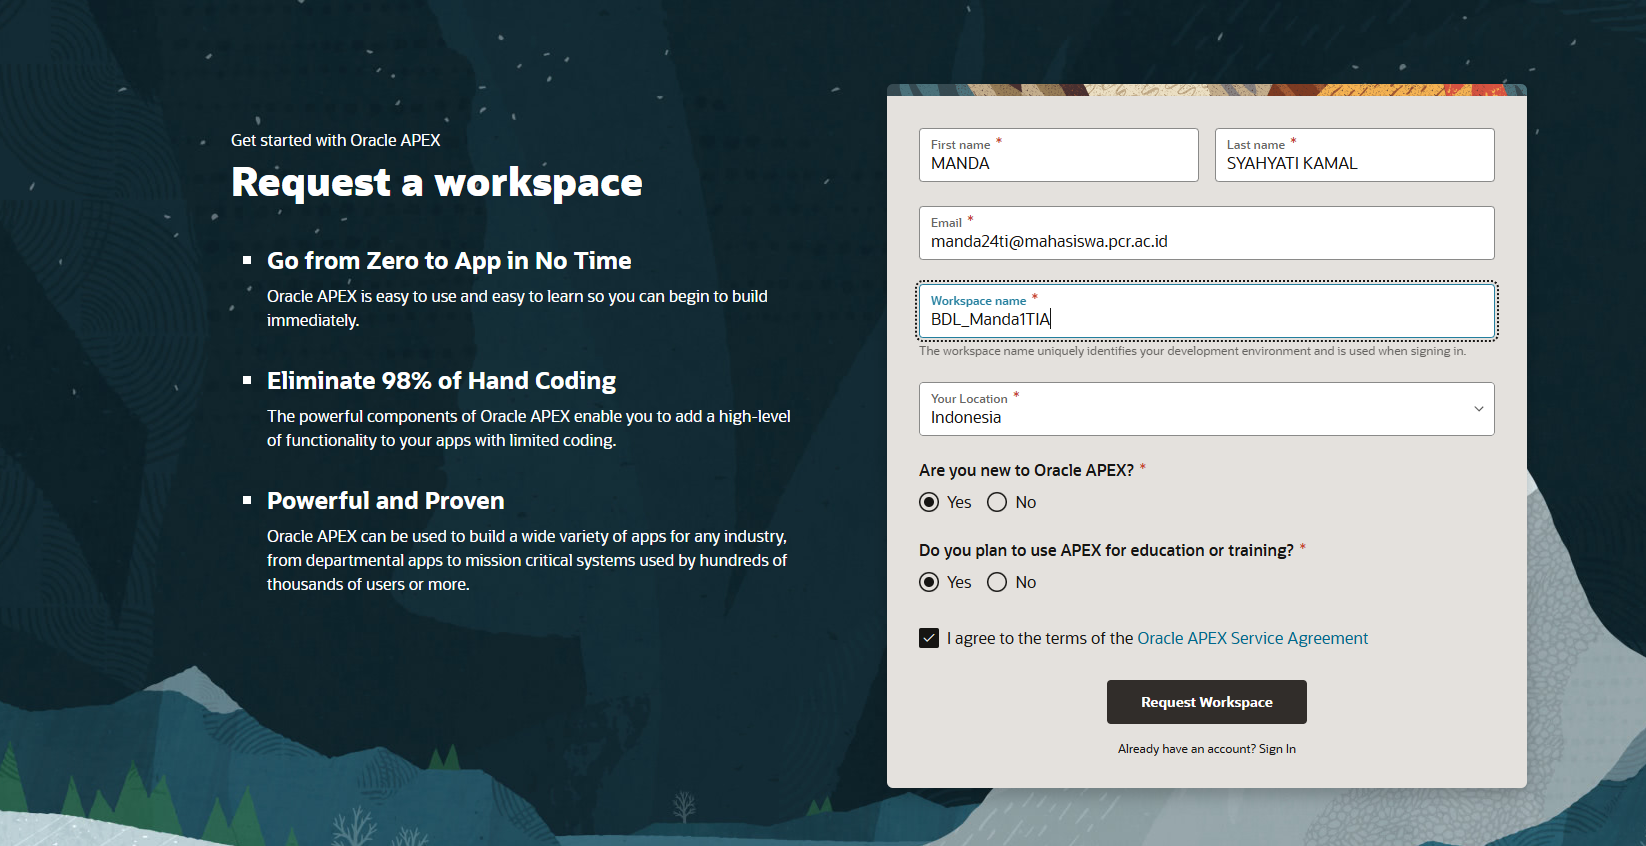 Get started with Oracle APEX
Request a workspace
Go from Zero to App in No Time
Oracle APEX is easy to use and easy to learn so you can begin to build
immediately.
Eliminate 98% of Hand Coding
The powerful components of Oracle APEX enable you to add a high-level
of functionality to your apps with limited coding.
Powerful and Proven
Oracle APEX can be used to build a wide variety of apps for any industry,
from departmental apps to mission critical systems used by hundreds of
thousands of users or more.
First name *
MANDA
Last name *
SYAHYATI KAMAL
Email *
manda24ti@mahasiswa.pcr.ac.id
Workspace name *
BDL_Manda1TIA
The workspace name uniquely identifies your development environment and is used when signing in.
Your Location *
Indonesia
Are you new to Oracle APEX? *
Yes No
Do you plan to use APEX for education or training? *
Yes No
I agree to the terms of the Oracle APEX Service Agreement
Request Workspace
Already have an account? Sign In